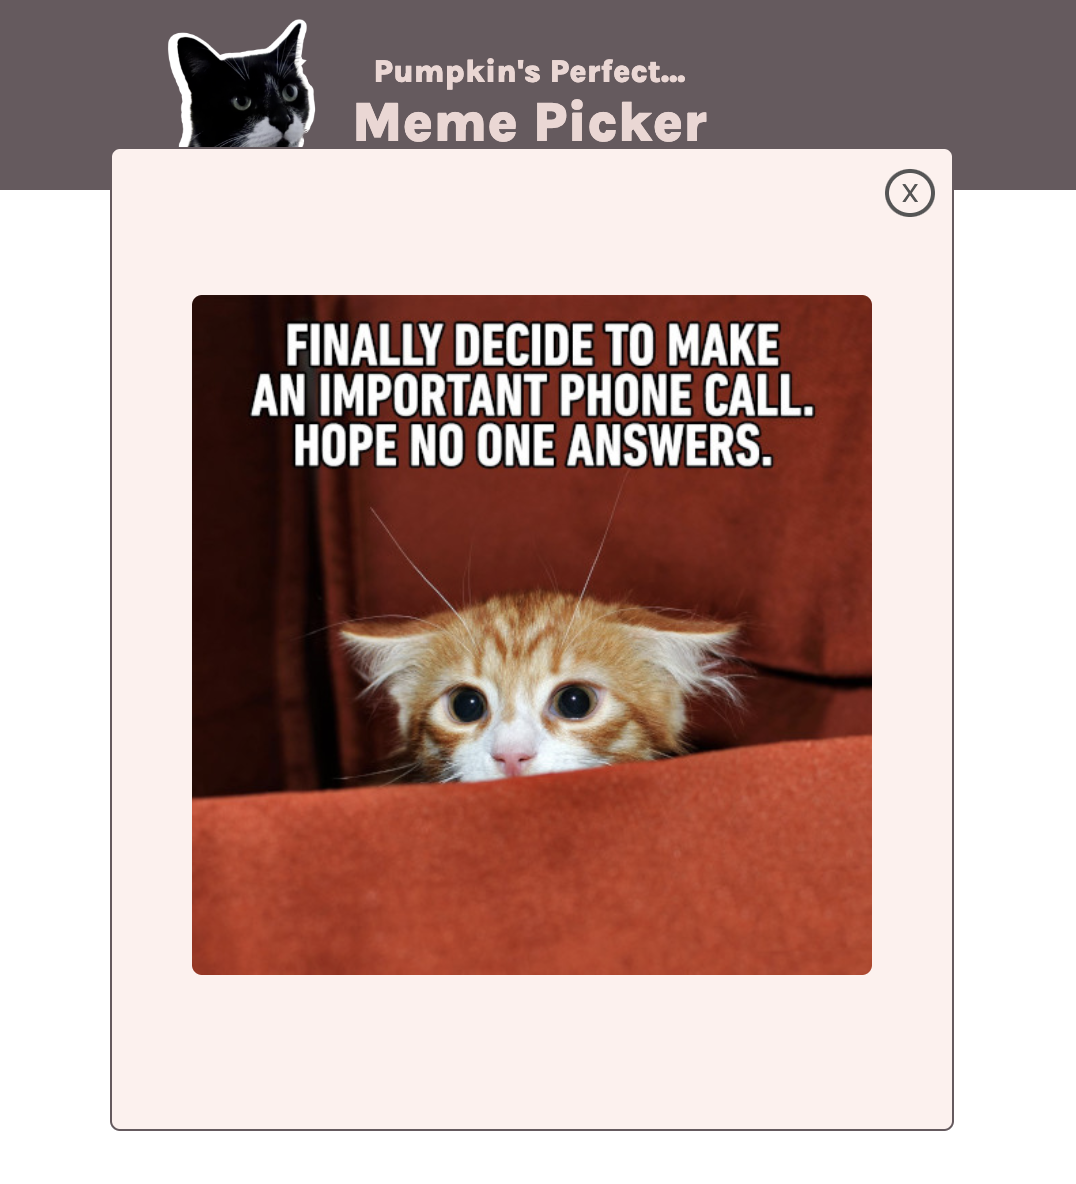 Pumpkin's Perfect...
Meme Picker
X
FINALLY DECIDE TO MAKE
AN IMPORTANT PHONE CALL.
HOPE NO ONE ANSWERS.